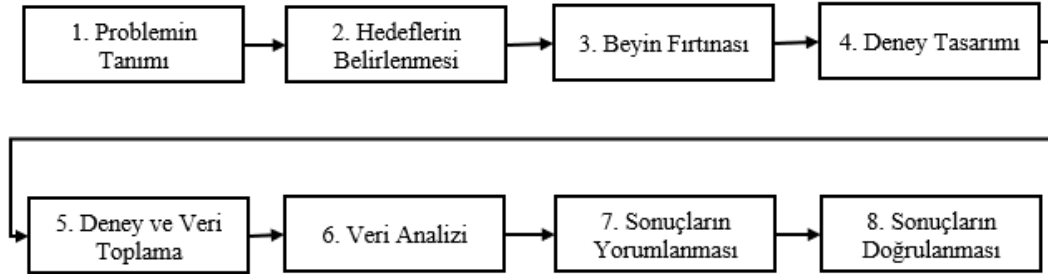 1. Problemin
Tanımı
2. Hedeflerin
Belirlenmesi
3. Beyin Fırtınası
4. Deney Tasarımı
5. Deney ve Veri
Toplama
6. Veri Analizi
7. Sonuçların
Yorumlanması
8. Sonuçların
Doğrulanması